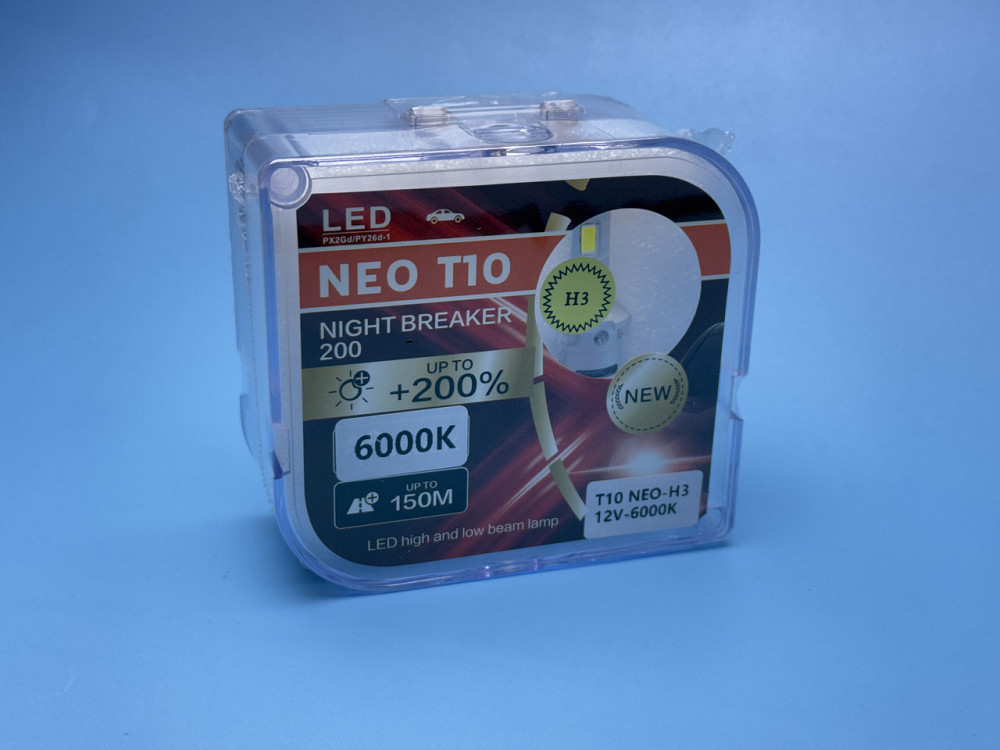 LED
PX2Gd/PY26d-1
NEO T10
NIGHT BREAKER
200
UP TO
+200%
6000K
UP TO
150M
LED high and low beam lamp
H3
NEW
T10 NEO-H3
12V-6000K